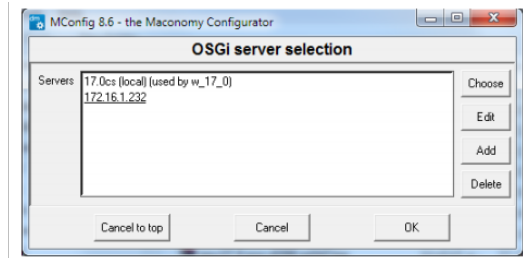 MConfig 8.6 - the Maconomy Configurator
OSGi server selection
Servers
17.0cs (local) (used by w_17_0)
172.16.1.232
Choose
Edit
Add
Delete
Cancel to top
Cancel
OK